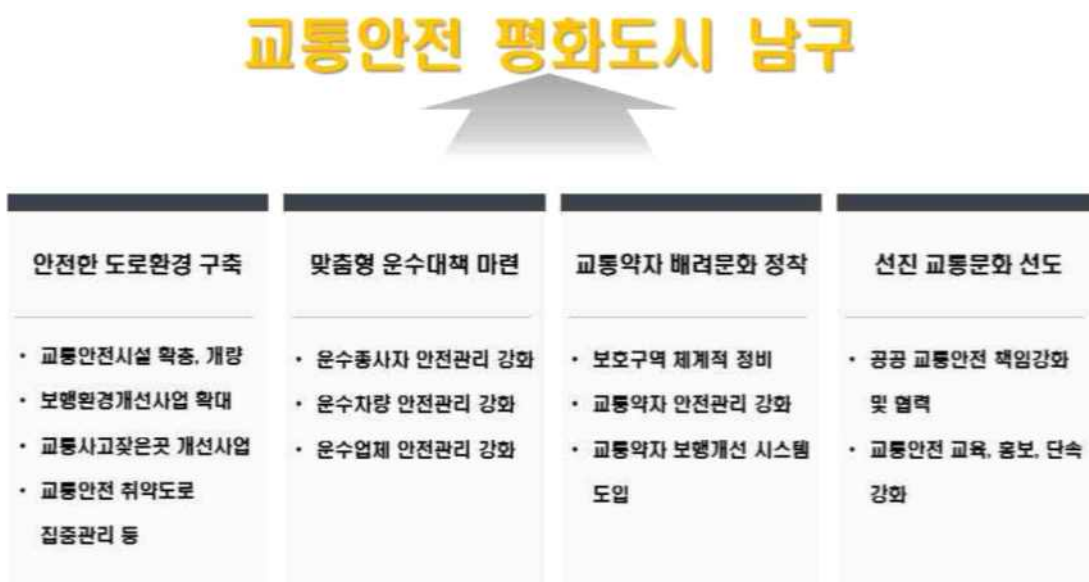 교통안전 평화도시 남구
안전한 도로환경 구축
• 교통안전시설 확충, 개량
• 보행환경개선사업 확대
• 교통사고잦은곳 개선사업
• 교통안전 취약도로
집중관리 등
맞춤형 운수대책 마련
• 운수종사자 안전관리 강화
• 운수차량 안전관리 강화
• 운수업체 안전관리 강화
교통약자 배려문화 정착
• 보호구역 체계적 정비
• 교통약자 안전관리 강화
• 교통약자 보행개선 시스템
도입
선진 교통문화 선도
• 공공 교통안전 책임강화
및 협력
• 교통안전 교육, 홍보, 단속
강화